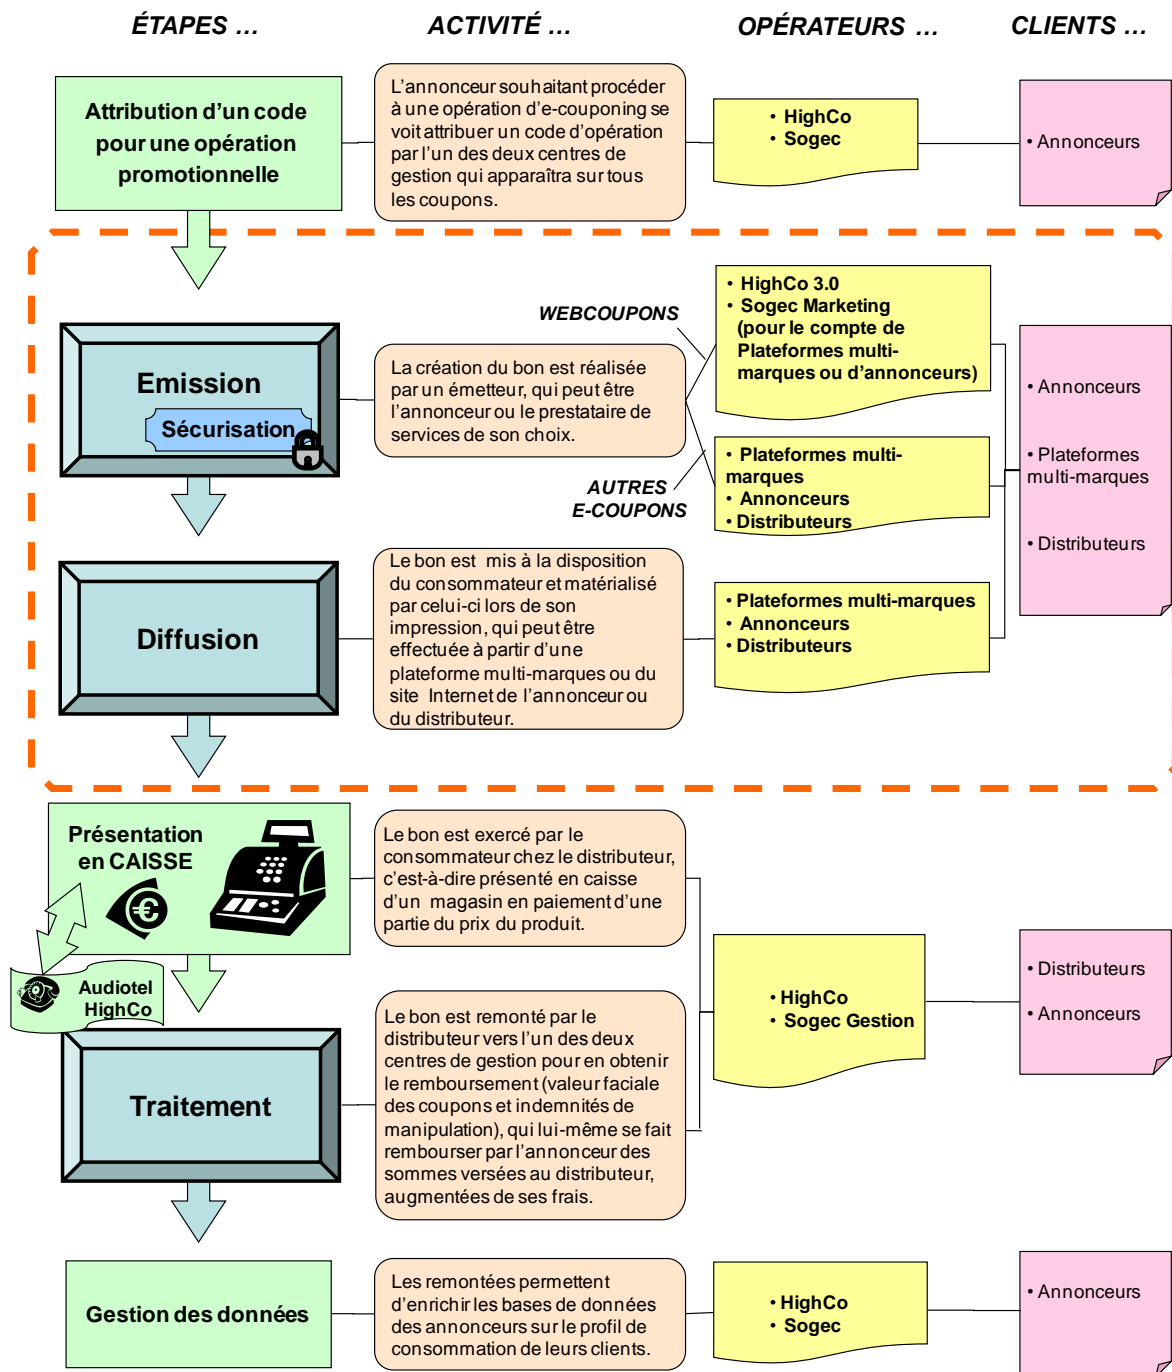 ÉTAPES …
ACTIVITÉ …
OPÉRATEURS …
CLIENTS …
Attribution d'un code
pour une opération
promotionnelle
L'annonceur souhaitant procéder
à une opération d'e-couponing se
voit attribuer un code d'opération
par l'un des deux centres de
gestion qui apparaîtra sur tous
les coupons.
• HighCo
• Sogec
• Annonceurs
Emission
Sécurisation
La création du bon est réalisée
par un émetteur, qui peut être
l'annonceur ou le prestataire de
services de son choix.
WEBCOUPONS
• HighCo 3.0
• Sogec Marketing
(pour le compte de
Plateformes multi-
marques ou d'annonceurs)
AUTRES
E-COUPONS
• Plateformes multi-
marques
• Annonceurs
• Distributeurs
• Annonceurs
• Plateformes
multi-marques
• Distributeurs
Diffusion
Le bon est mis à la disposition
du consommateur et matérialisé
par celui-ci lors de son
impression, qui peut être
effectuée à partir d'une
plateforme multi-marques ou du
site Internet de l'annonceur ou
du distributeur.
• Plateformes multi-marques
• Annonceurs
• Distributeurs
Présentation
en CAISSE
€
Audiotel
HighCo
Le bon est exercé par le
consommateur chez le distributeur,
c'est-à-dire présenté en caisse
d'un magasin en paiement d'une
partie du prix du produit.
Traitement
Le bon est remonté par le
distributeur vers l'un des deux
centres de gestion pour en obtenir
le remboursement (valeur faciale
des coupons et indemnités de
manipulation), qui lui-même se fait
rembourser par l'annonceur des
sommes versées au distributeur,
augmentées de ses frais.
• HighCo
• Sogec Gestion
• Distributeurs
• Annonceurs
Gestion des données
Les remontées permettent
d'enrichir les bases de données
des annonceurs sur le profil de
consommation de leurs clients.
• HighCo
• Sogec
• Annonceurs